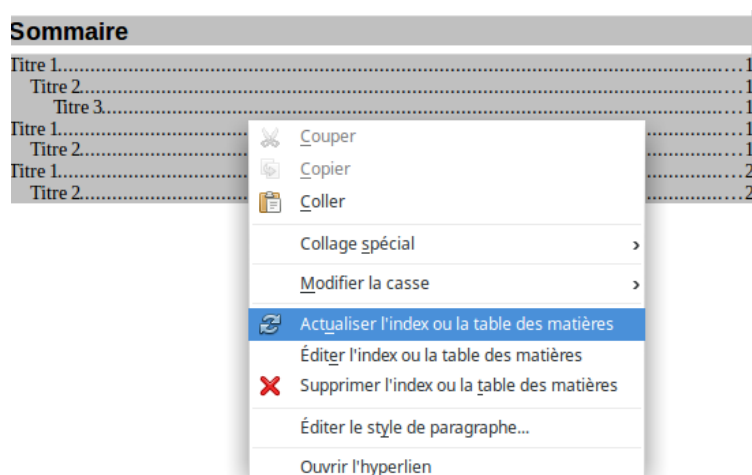 Sommaire
Titre 1..........1
Titre 2..........1
Titre 3..........1
Titre 1..........1
Titre 2..........1
Titre 1..........2
Titre 2..........2
Couper
Copier
Coller
Collage spécial
Modifier la casse
Actualiser l'index ou la table des matières
Éditer l'index ou la table des matières
Supprimer l'index ou la table des matières
Éditer le style de paragraphe...
Ouvrir l'hyperlien